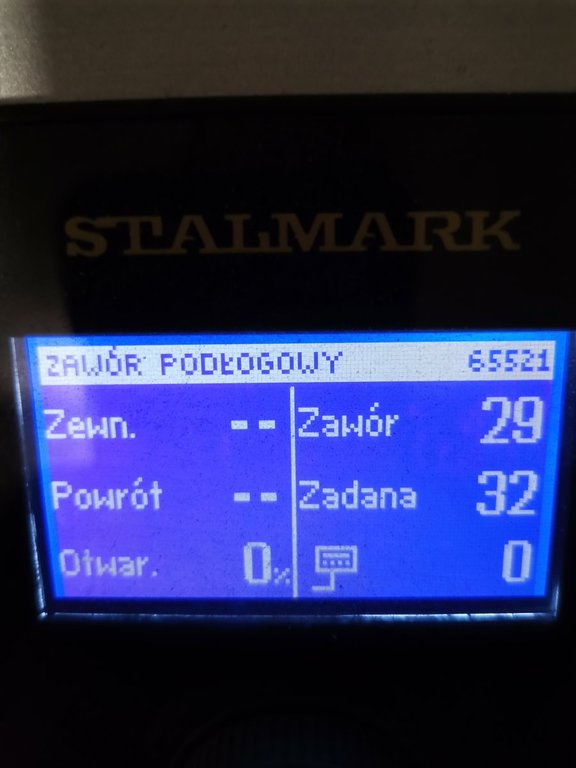 STALMARK
ZAWÓR PODŁOGOWY 65521
Zewn. -- Zawór 29
Powrót -- Zadana 32
Otwar. 0% 0